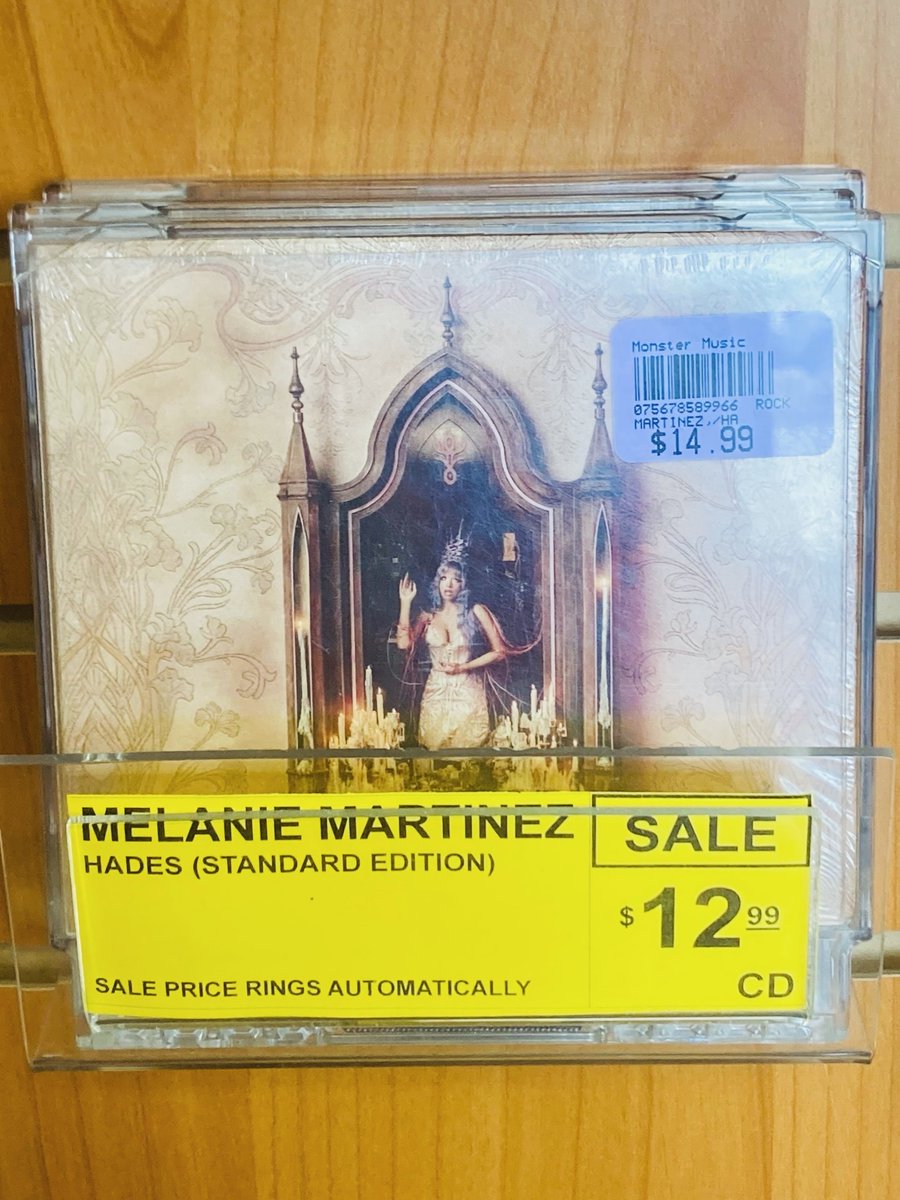 Monster Music
075678589966 ROCK
MARTINEZ,/HA
$14.99
MELANIE MARTINEZ
HADES (STANDARD EDITION)
SALE
$12 99
SALE PRICE RINGS AUTOMATICALLY
CD